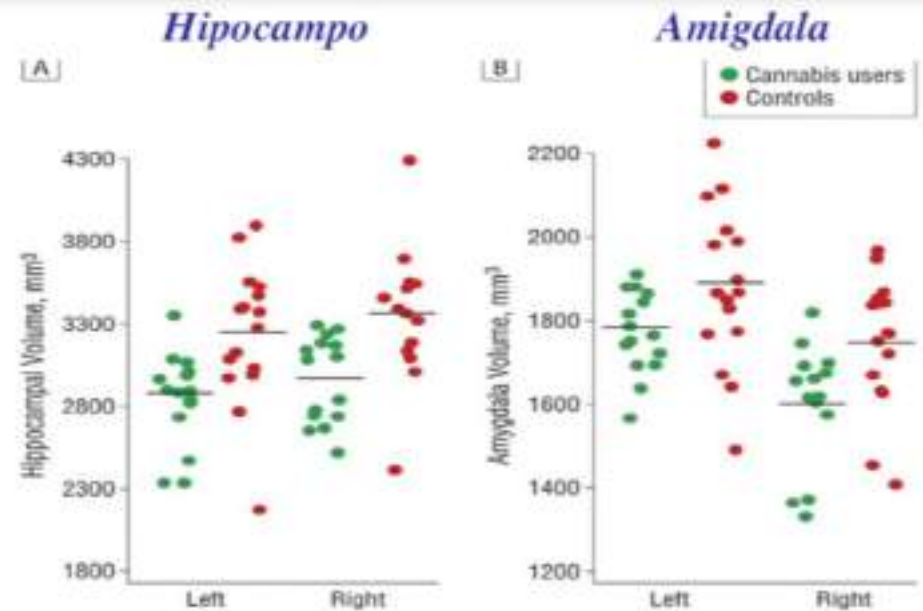 Hipocampo
Amigdala
A
B
Cannabis users
Controls
Hippocampal Volume, mm³
4300
3800
3300
2800
2300
1800
Left
Right
Amygdala Volume, mm³
2200
2000
1800
1600
1400
1200
Left
Right